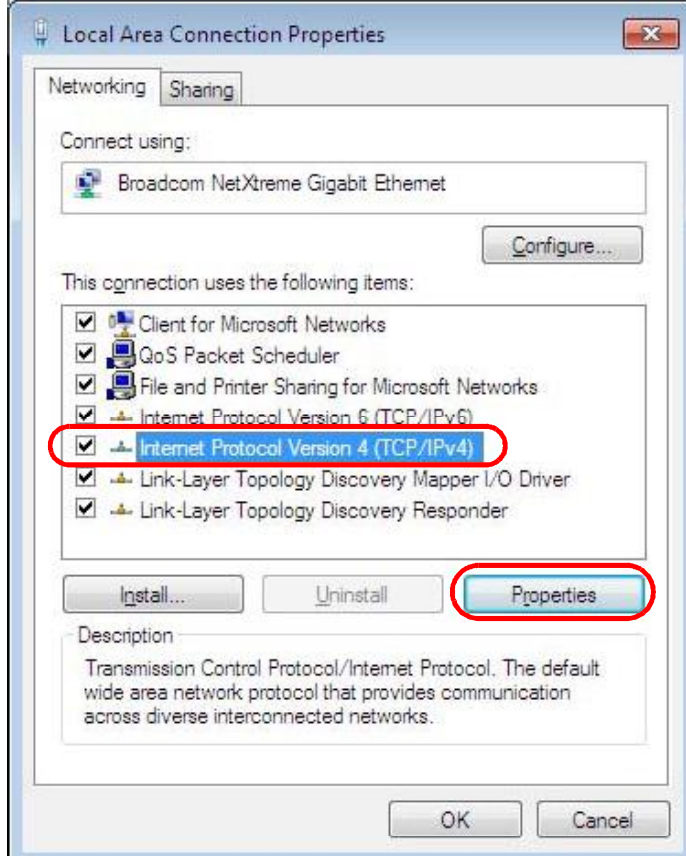 Local Area Connection Properties
Networking Sharing
Connect using:
Broadcom NetXtreme Gigabit Ethernet
Configure...
This connection uses the following items:
Client for Microsoft Networks
QoS Packet Scheduler
File and Printer Sharing for Microsoft Networks
Internet Protocol Version 6 (TCP/IPv6)
Internet Protocol Version 4 (TCP/IPv4)
Link-Layer Topology Discovery Mapper I/O Driver
Link-Layer Topology Discovery Responder
Install... Uninstall Properties
Description
Transmission Control Protocol/Internet Protocol. The default
wide area network protocol that provides communication
across diverse interconnected networks.
OK Cancel